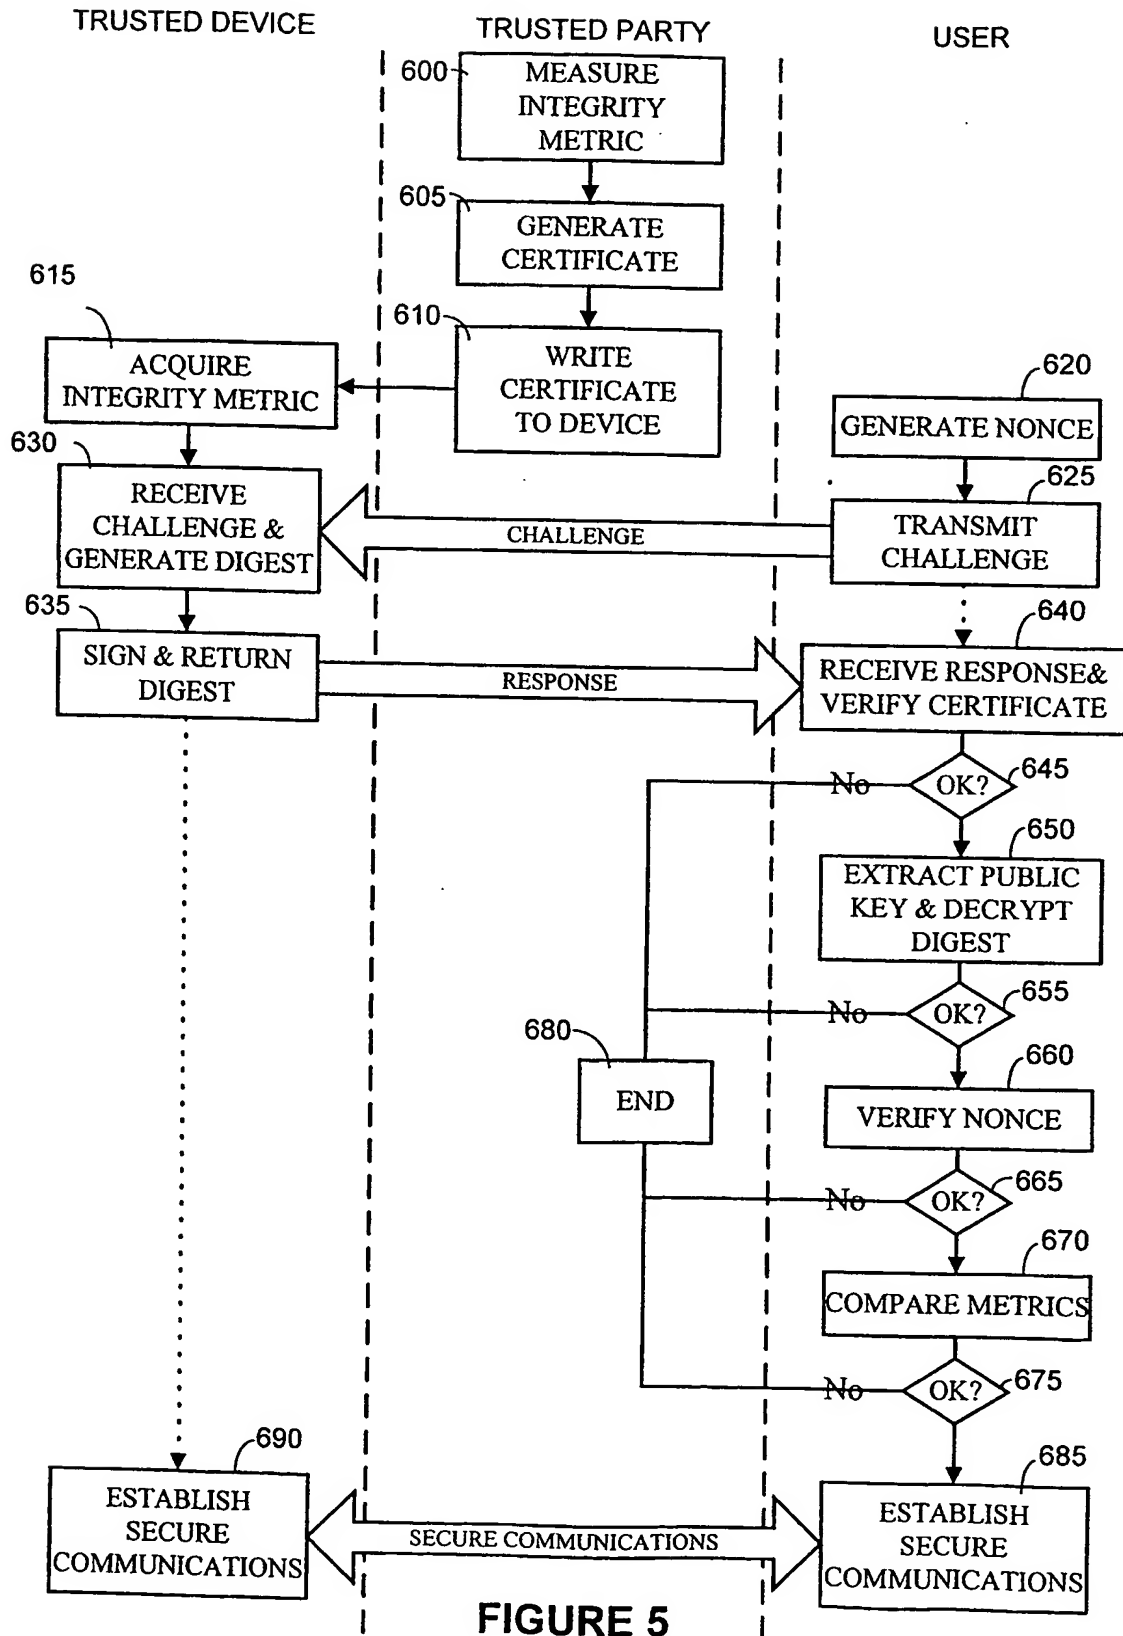 TRUSTED DEVICE
TRUSTED PARTY
USER
600
MEASURE
INTEGRITY
METRIC
605
GENERATE
CERTIFICATE
615
610
WRITE
CERTIFICATE
TO DEVICE
ACQUIRE
INTEGRITY METRIC
620
GENERATE NONCE
630
RECEIVE
CHALLENGE &
GENERATE DIGEST
625
TRANSMIT
CHALLENGE
CHALLENGE
635
SIGN & RETURN
DIGEST
RESPONSE
640
RECEIVE RESPONSE&
VERIFY CERTIFICATE
No
OK?
645
650
EXTRACT PUBLIC
KEY & DECRYPT
DIGEST
No
OK?
655
680
END
660
VERIFY NONCE
No
OK?
665
670
COMPARE METRICS
No
OK?
675
690
ESTABLISH
SECURE
COMMUNICATIONS
SECURE COMMUNICATIONS
685
ESTABLISH
SECURE
COMMUNICATIONS
FIGURE 5